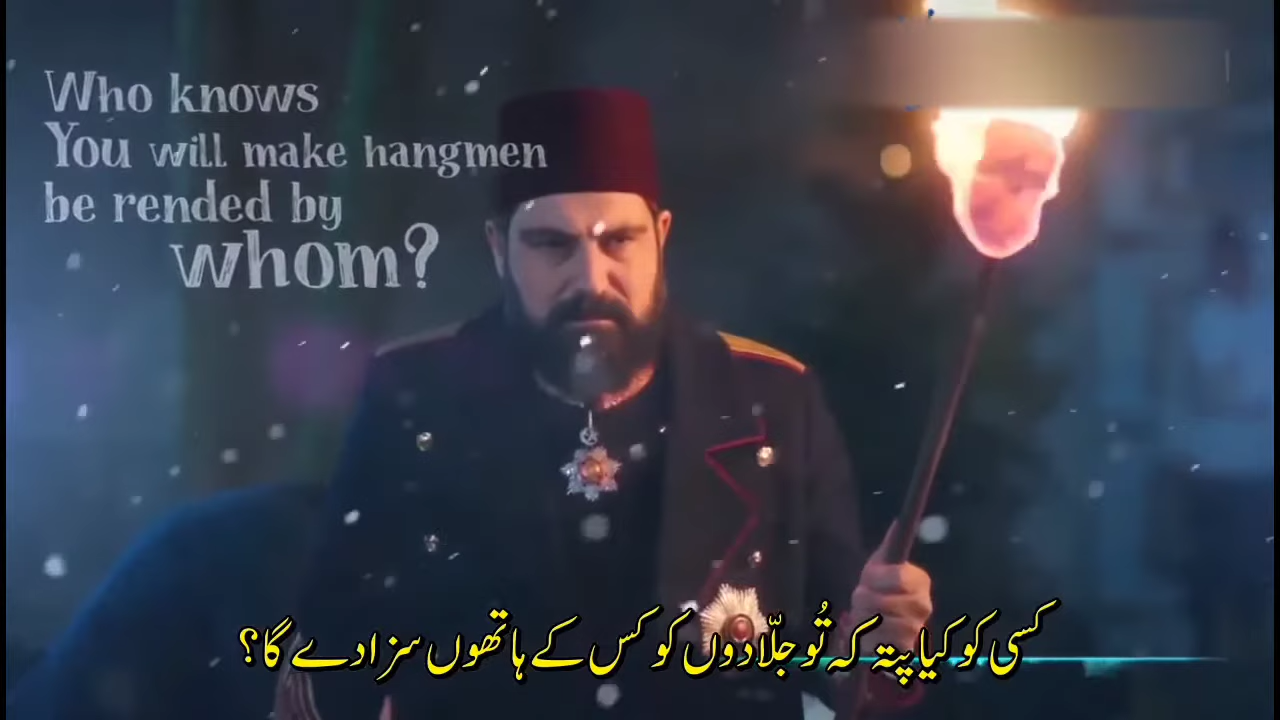 Who knows
You will make hangmen
be rended by
whom?
کسی کو کیا پتہ کہ تُو جلّادوں کو کس کے ہاتھوں سزا دے گا؟